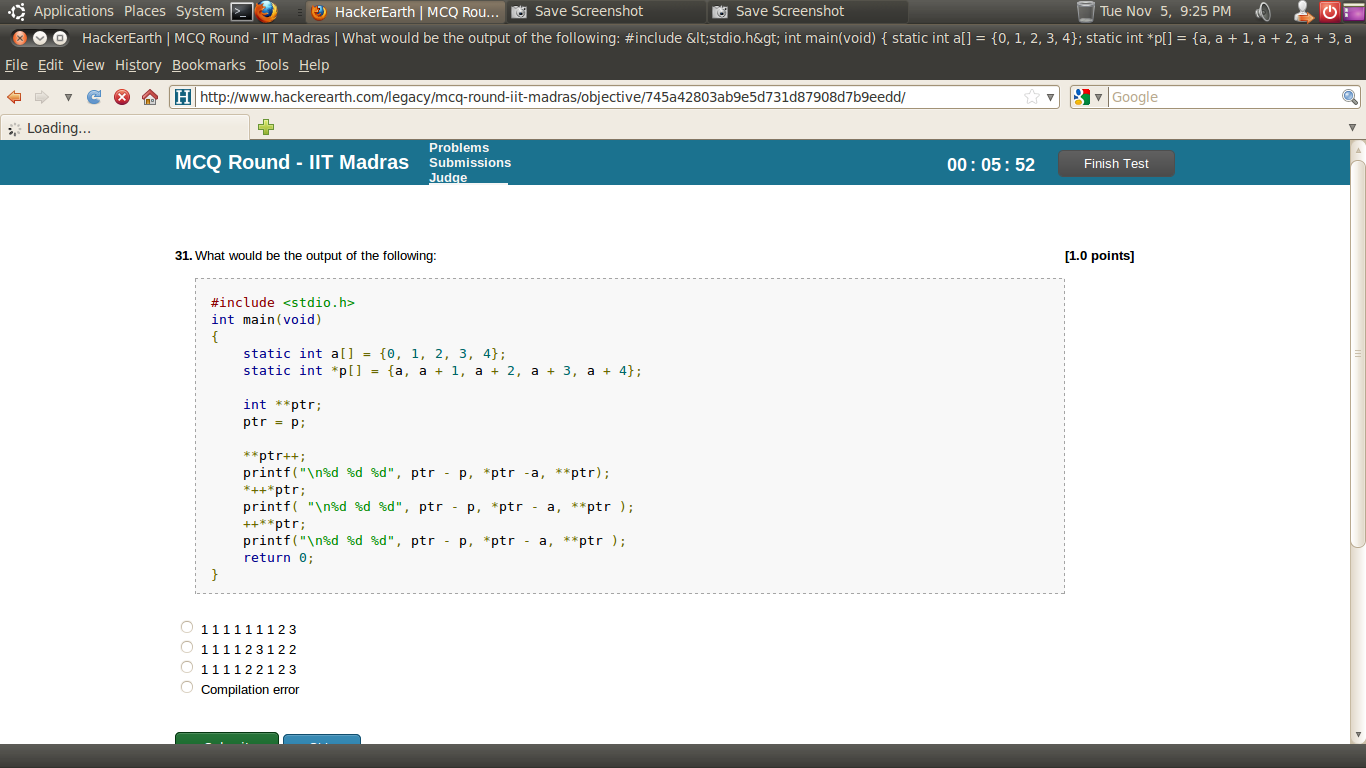 Applications Places System HackerEarth | MCQ Rou... Save Screenshot Save Screenshot Tue Nov 5, 9:25 PM
HackerEarth | MCQ Round - IIT Madras | What would be the output of the following: #include &lt;stdio.h&gt; int main(void) { static int a[] = {0, 1, 2, 3, 4}; static int *p[] = {a, a + 1, a + 2, a + 3, a
File Edit View History Bookmarks Tools Help
http://www.hackerearth.com/legacy/mcq-round-iit-madras/objective/745a42803ab9e5d731d87908d7b9eedd/ Google
Loading...
MCQ Round - IIT Madras
Problems
Submissions
Judge
00 : 05 : 52 Finish Test
31. What would be the output of the following: [1.0 points]
#include <stdio.h>
int main(void)
{
static int a[] = {0, 1, 2, 3, 4};
static int *p[] = {a, a + 1, a + 2, a + 3, a + 4};
int **ptr;
ptr = p;
**ptr++;
printf("\n%d %d %d", ptr - p, *ptr -a, **ptr);
*++*ptr;
printf( "\n%d %d %d", ptr - p, *ptr - a, **ptr );
++**ptr;
printf("\n%d %d %d", ptr - p, *ptr - a, **ptr );
return 0;
}
1 1 1 1 1 1 1 2 3
1 1 1 1 2 3 1 2 2
1 1 1 1 2 2 1 2 3
Compilation error